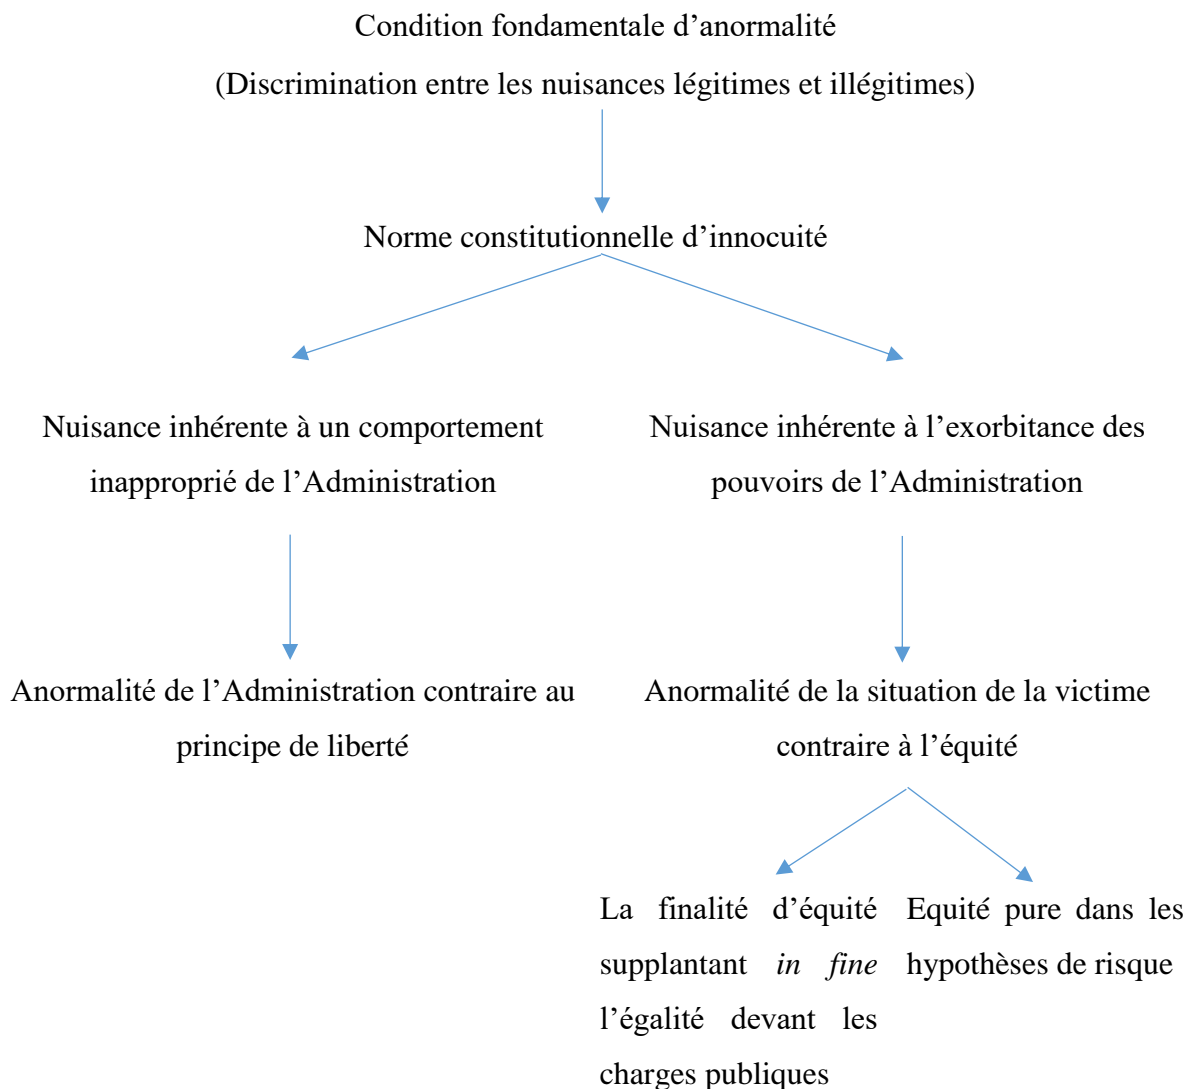 Condition fondamentale d’anormalité
(Discrimination entre les nuisances légitimes et illégitimes)
Norme constitutionnelle d’innocuité
Nuisance inhérente à un comportement
inapproprié de l’Administration
Nuisance inhérente à l’exorbitance des
pouvoirs de l’Administration
Anormalité de l’Administration contraire au
principe de liberté
Anormalité de la situation de la victime
contraire à l’équité
La finalité d’équité
supplantant in fine
l’égalité devant les
charges publiques
Equité pure dans les
hypothèses de risque